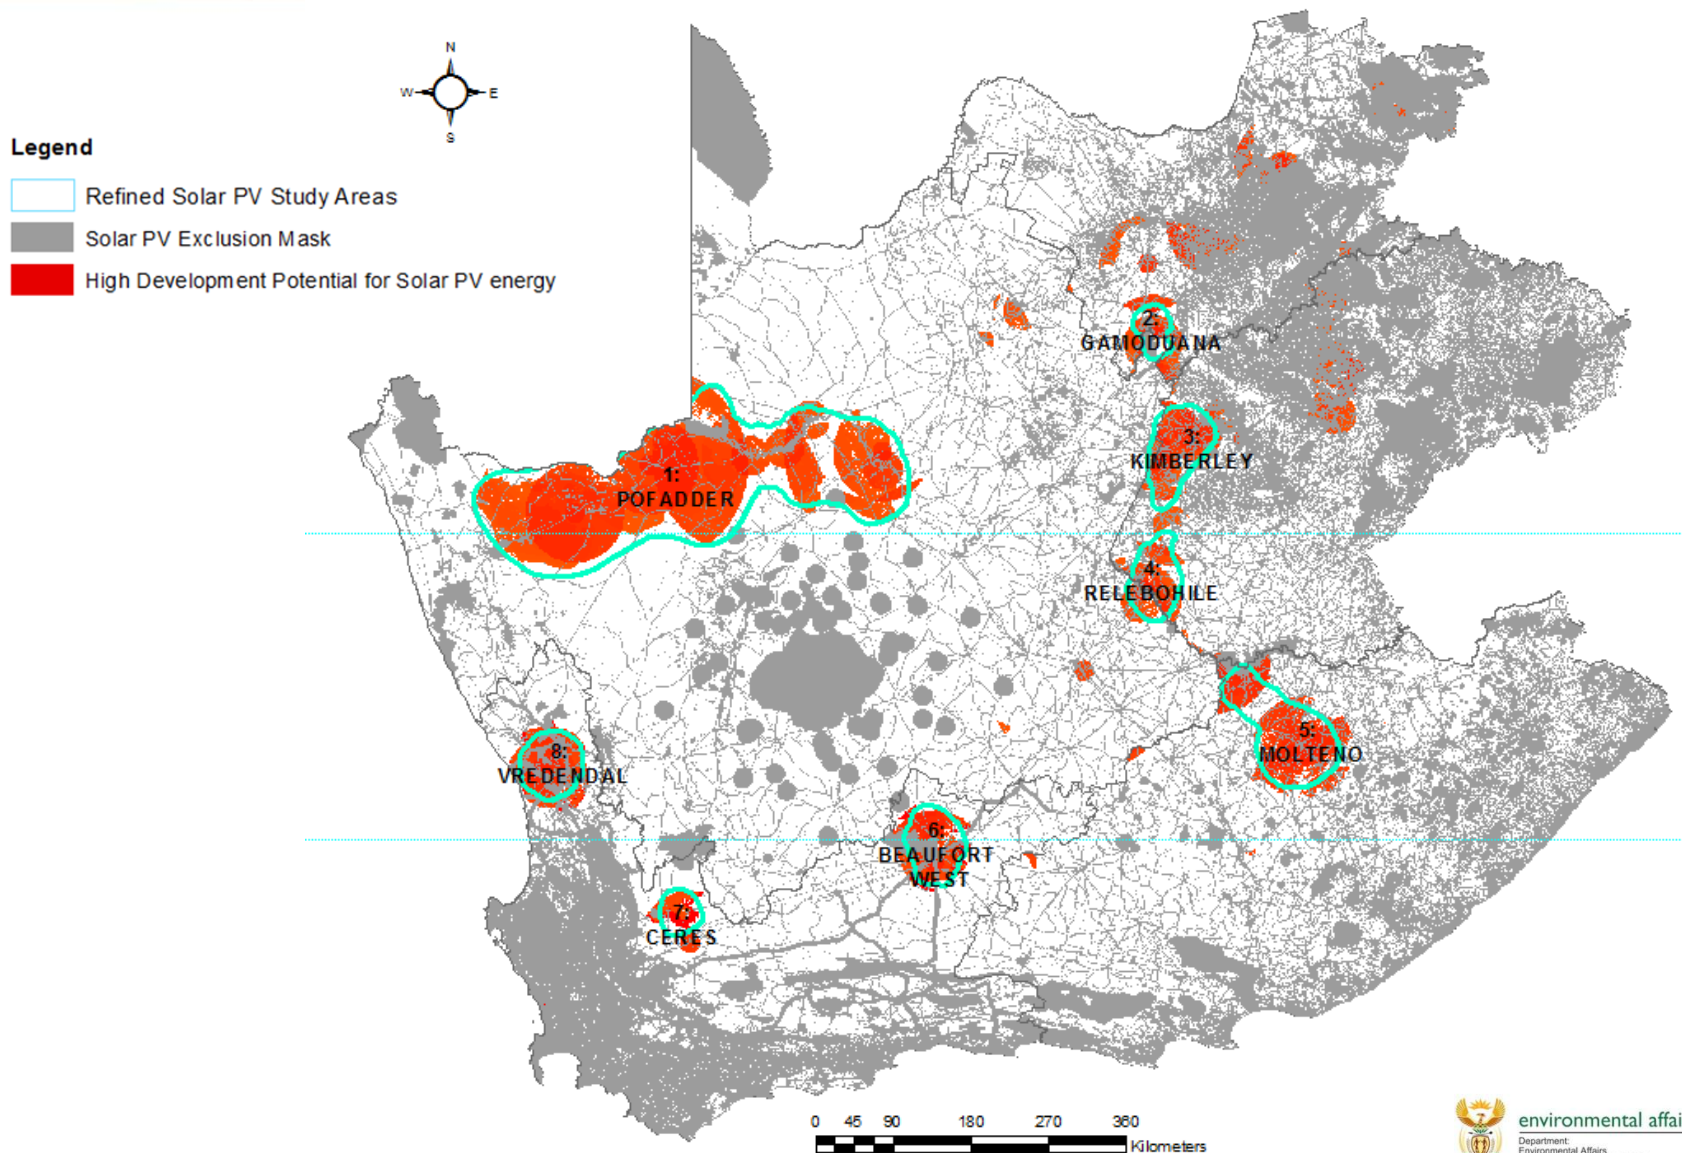 N
W
E
S
Legend
Refined Solar PV Study Areas
Solar PV Exclusion Mask
High Development Potential for Solar PV energy
2:
GAMODUANA
3:
KIMBERLEY
1:
POFADDER
4:
RELEBOHILE
5:
MOLTENO
8:
VREDENDAL
6:
BEAUFORT
WEST
7:
CERES
0 45 90 180 270 360
Kilometers
environmental affai
Department:
Environmental Affairs